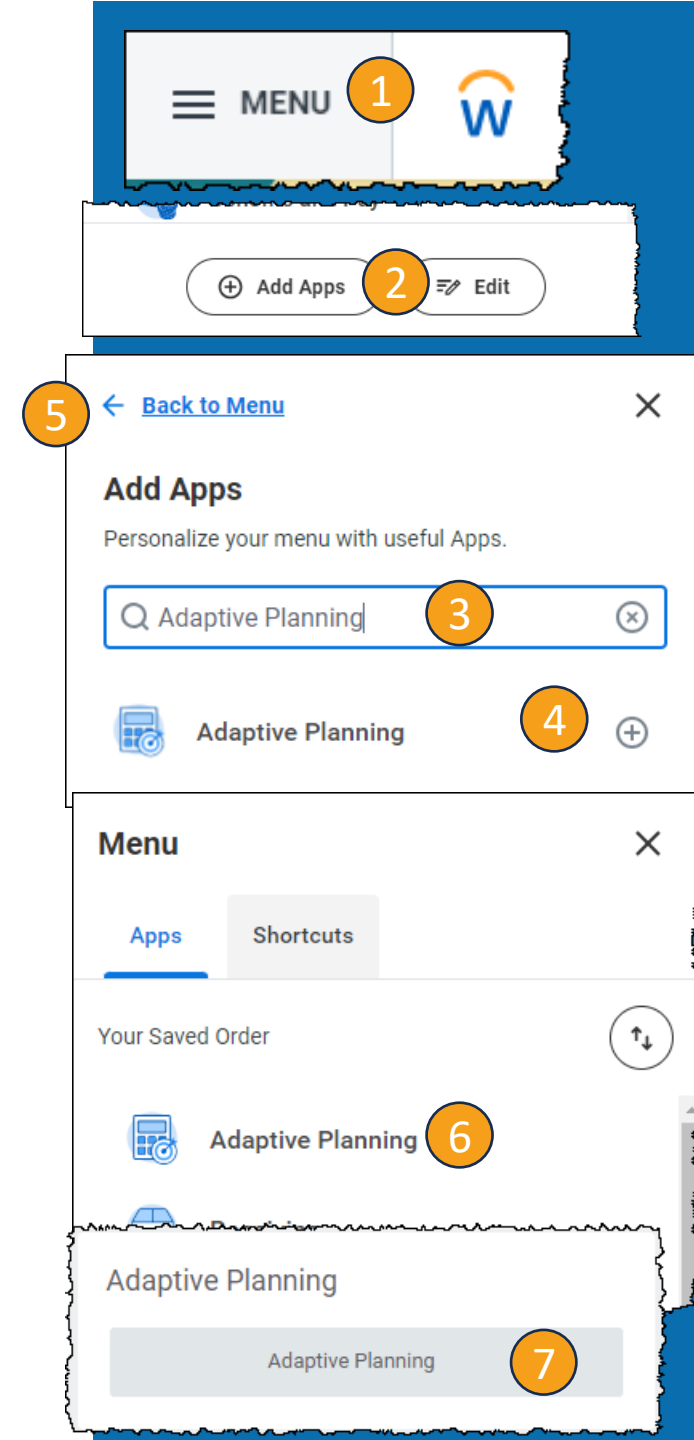 MENU 1 W
Add Apps 2 Edit
5 Back to Menu
Add Apps
Personalize your menu with useful Apps.
Adaptive Planning 3
Adaptive Planning 4
Menu
Apps Shortcuts
Your Saved Order
Adaptive Planning 6
Adaptive Planning
Adaptive Planning 7